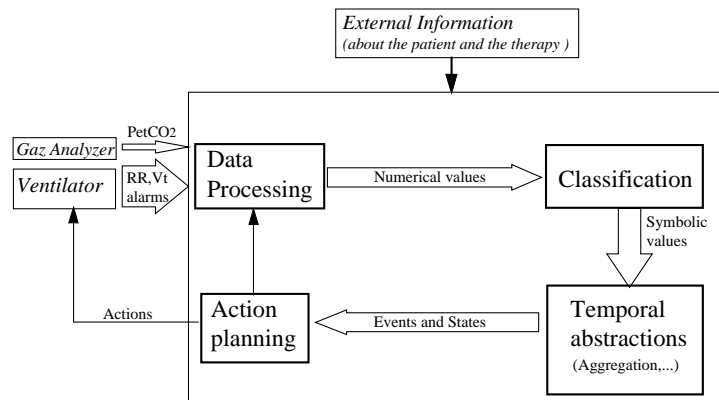 External Information
(about the patient and the therapy )
PetCO2
Gaz Analyzer
Ventilator
RR,Vt
alarms
Data
Processing
Numerical values
Classification
Symbolic
values
Actions
Action
planning
Events and States
Temporal
abstractions
(Aggregation,...)